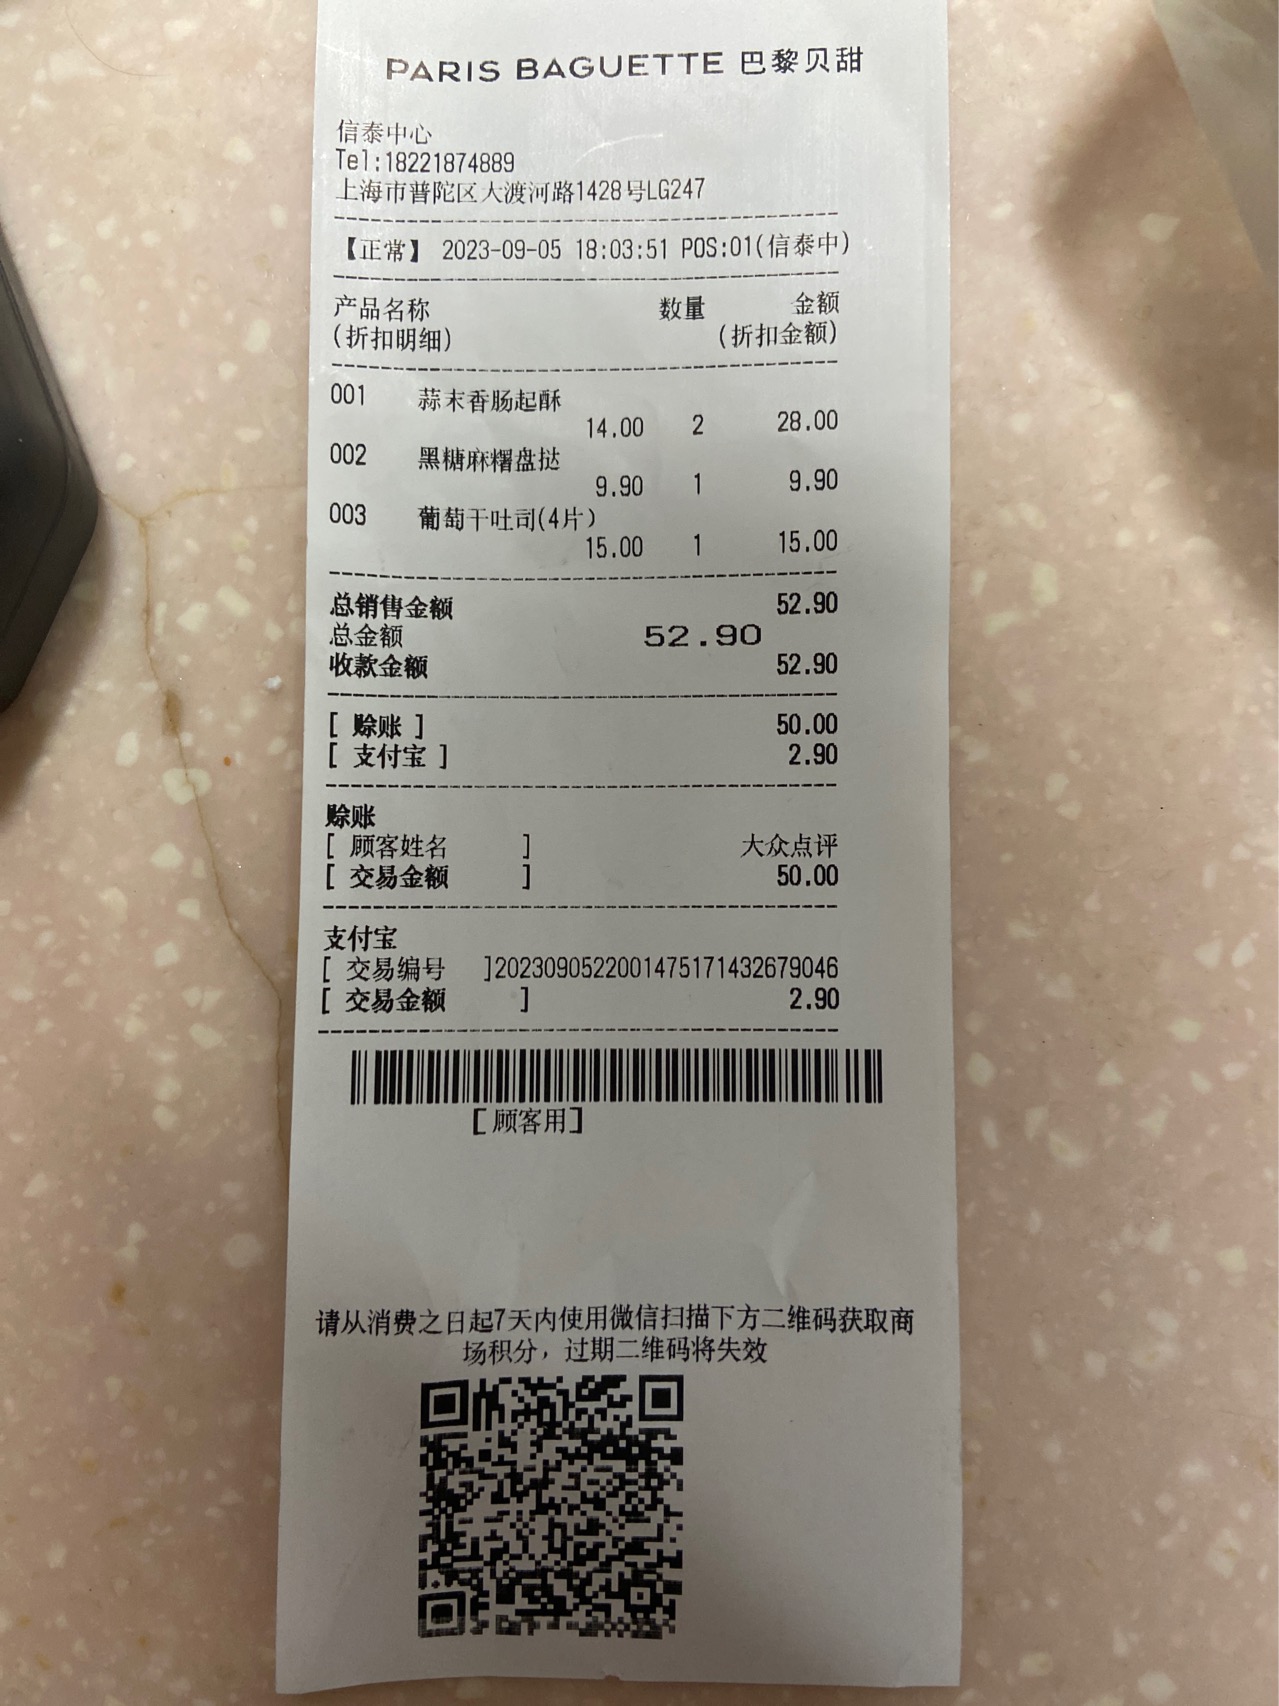 PARIS BAGUETTE 巴黎贝甜
信泰中心
Tel:18221874889
上海市普陀区大渡河路1428号LG247
【正常】 2023-09-05 18:03:51 POS:01(信泰中)
产品名称 数量 金额
(折扣明细) (折扣金额)
001 蒜末香肠起酥
14.00 2 28.00
002 黑糖麻糬盘挞
9.90 1 9.90
003 葡萄干吐司(4片)
15.00 1 15.00
总销售金额 52.90
总金额 52.90
收款金额 52.90
[ 赊账 ] 50.00
[ 支付宝 ] 2.90
赊账
[ 顾客姓名 ] 大众点评
[ 交易金额 ] 50.00
支付宝
[ 交易编号 ]2023090522001475171432679046
[ 交易金额 ] 2.90
[顾客用]
请从消费之日起7天内使用微信扫描下方二维码获取商
场积分，过期二维码将失效